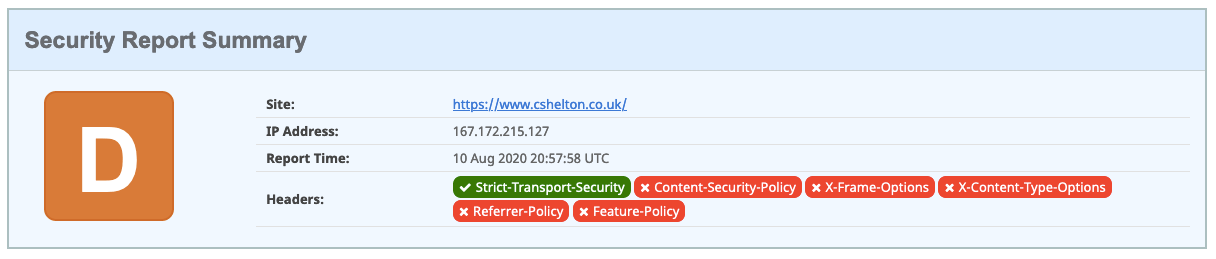 Security Report Summary
D
Site: https://www.cshelton.co.uk/
IP Address: 167.172.215.127
Report Time: 10 Aug 2020 20:57:58 UTC
Headers: Strict-Transport-Security Content-Security-Policy X-Frame-Options X-Content-Type-Options
Referrer-Policy Feature-Policy